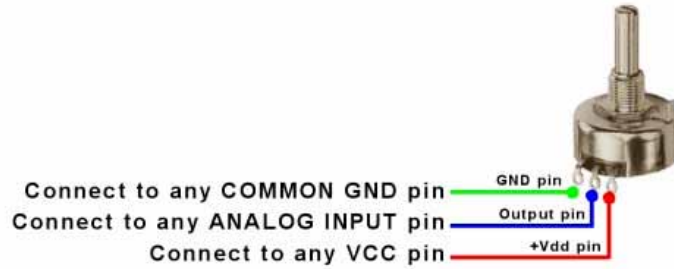 GND pin
Connect to any COMMON GND pin
Output pin
Connect to any ANALOG INPUT pin
+Vdd pin
Connect to any VCC pin